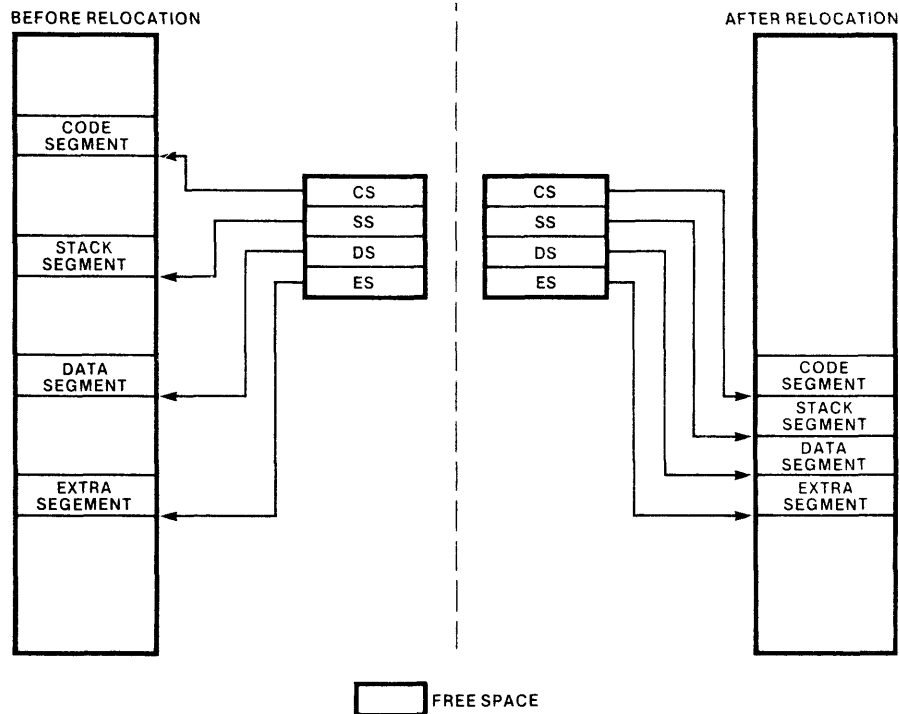 BEFORE RELOCATION
CODE
SEGMENT
STACK
SEGMENT
DATA
SEGMENT
EXTRA
SEGEMENT
CS
SS
DS
ES
AFTER RELOCATION
CS
SS
DS
ES
CODE
SEGMENT
STACK
SEGMENT
DATA
SEGMENT
EXTRA
SEGMENT
FREE SPACE